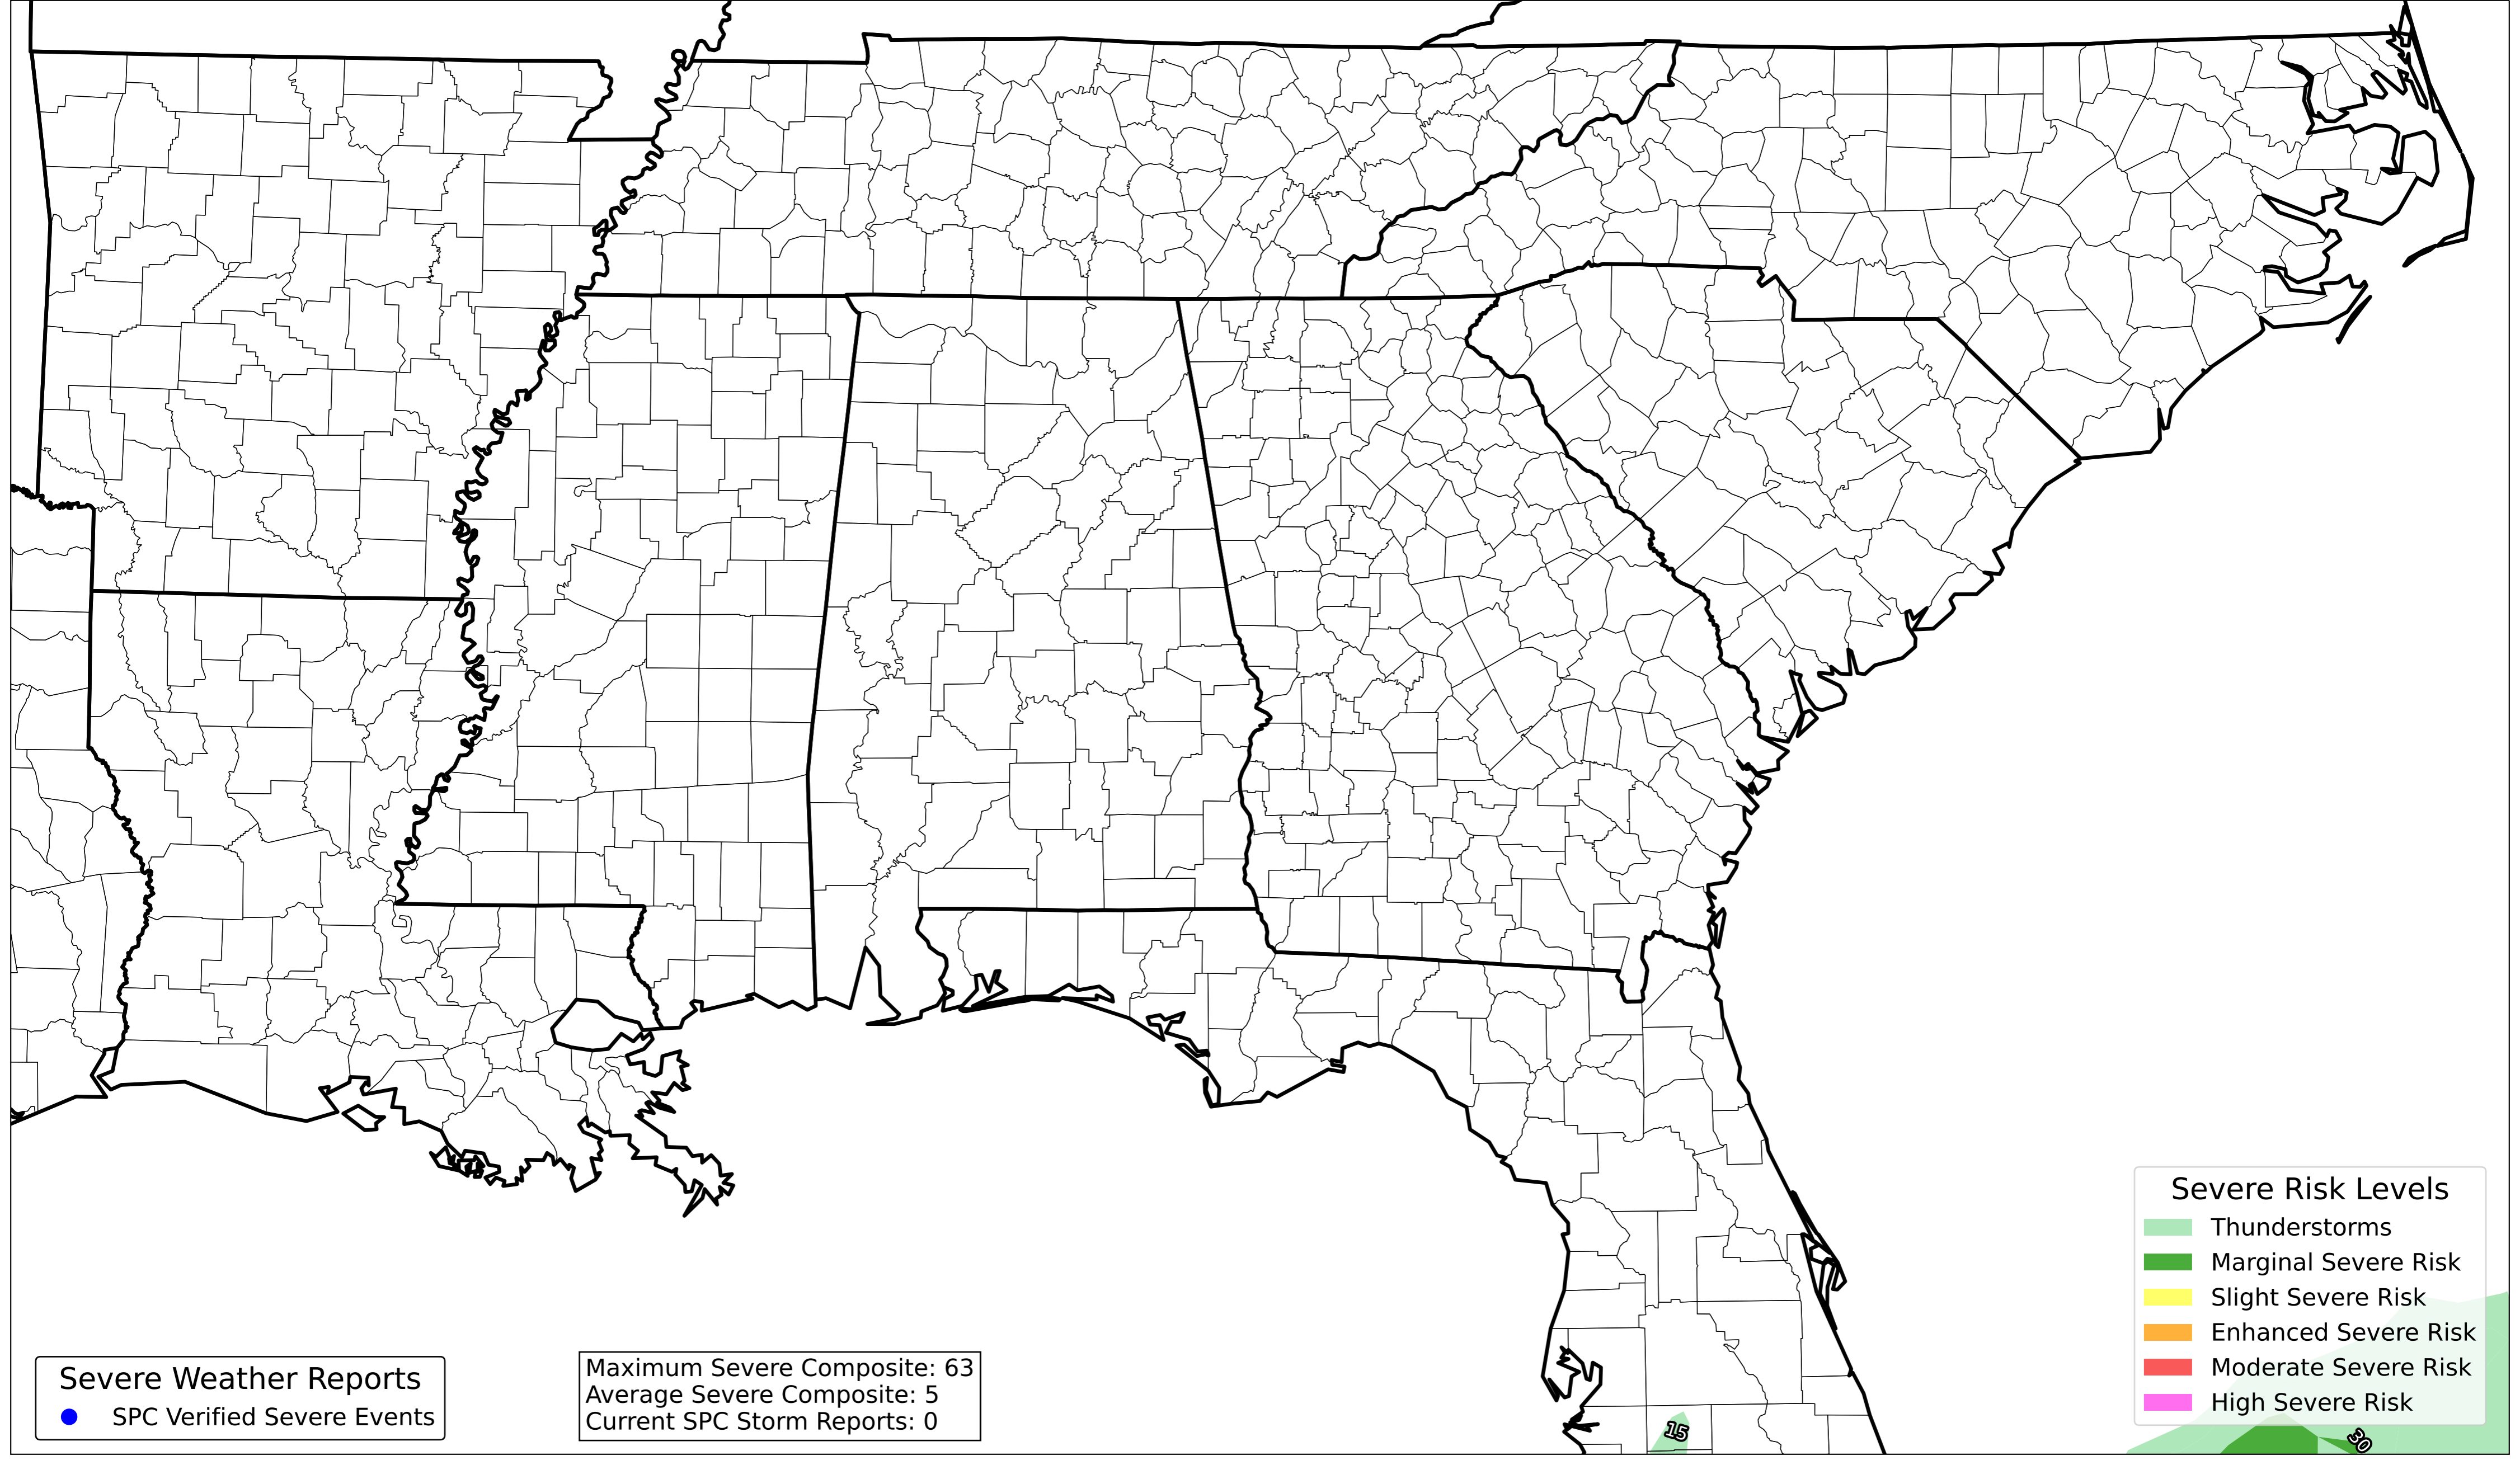 Severe Risk Levels
Thunderstorms
Marginal Severe Risk
Slight Severe Risk
Enhanced Severe Risk
Moderate Severe Risk
High Severe Risk
Severe Weather Reports
SPC Verified Severe Events
Maximum Severe Composite: 63
Average Severe Composite: 5
Current SPC Storm Reports: 0
15
30